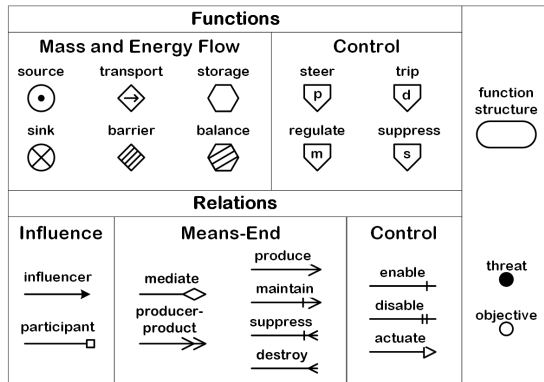 Functions
Mass and Energy Flow
Control
source transport storage
steer trip
p d
sink barrier balance
regulate suppress
m s
function
structure
Relations
Influence
Means-End
Control
influencer
participant
mediate
producer-
product
produce
maintain
suppress
destroy
enable
disable
actuate
threat
objective